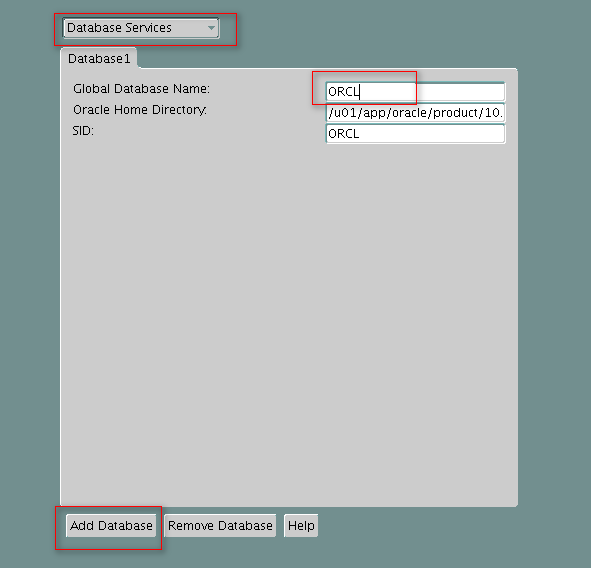 Database Services
Database1
Global Database Name: ORCL
Oracle Home Directory: /u01/app/oracle/product/10.
SID: ORCL
Add Database Remove Database Help